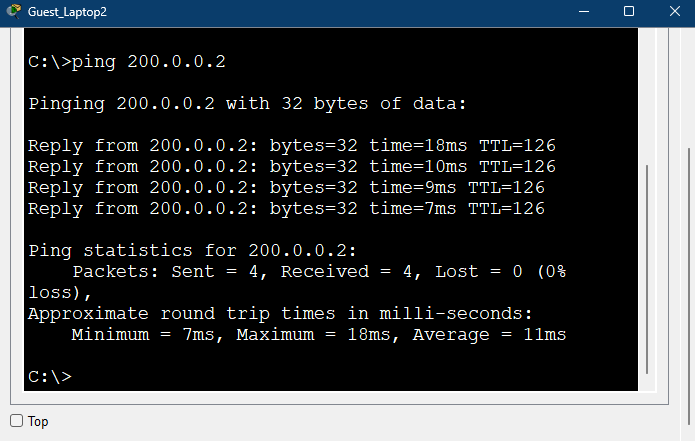 Guest_Laptop2
C:\>ping 200.0.0.2
Pinging 200.0.0.2 with 32 bytes of data:
Reply from 200.0.0.2: bytes=32 time=18ms TTL=126
Reply from 200.0.0.2: bytes=32 time=10ms TTL=126
Reply from 200.0.0.2: bytes=32 time=9ms TTL=126
Reply from 200.0.0.2: bytes=32 time=7ms TTL=126
Ping statistics for 200.0.0.2:
    Packets: Sent = 4, Received = 4, Lost = 0 (0%
loss),
Approximate round trip times in milli-seconds:
    Minimum = 7ms, Maximum = 18ms, Average = 11ms
C:\>
Top